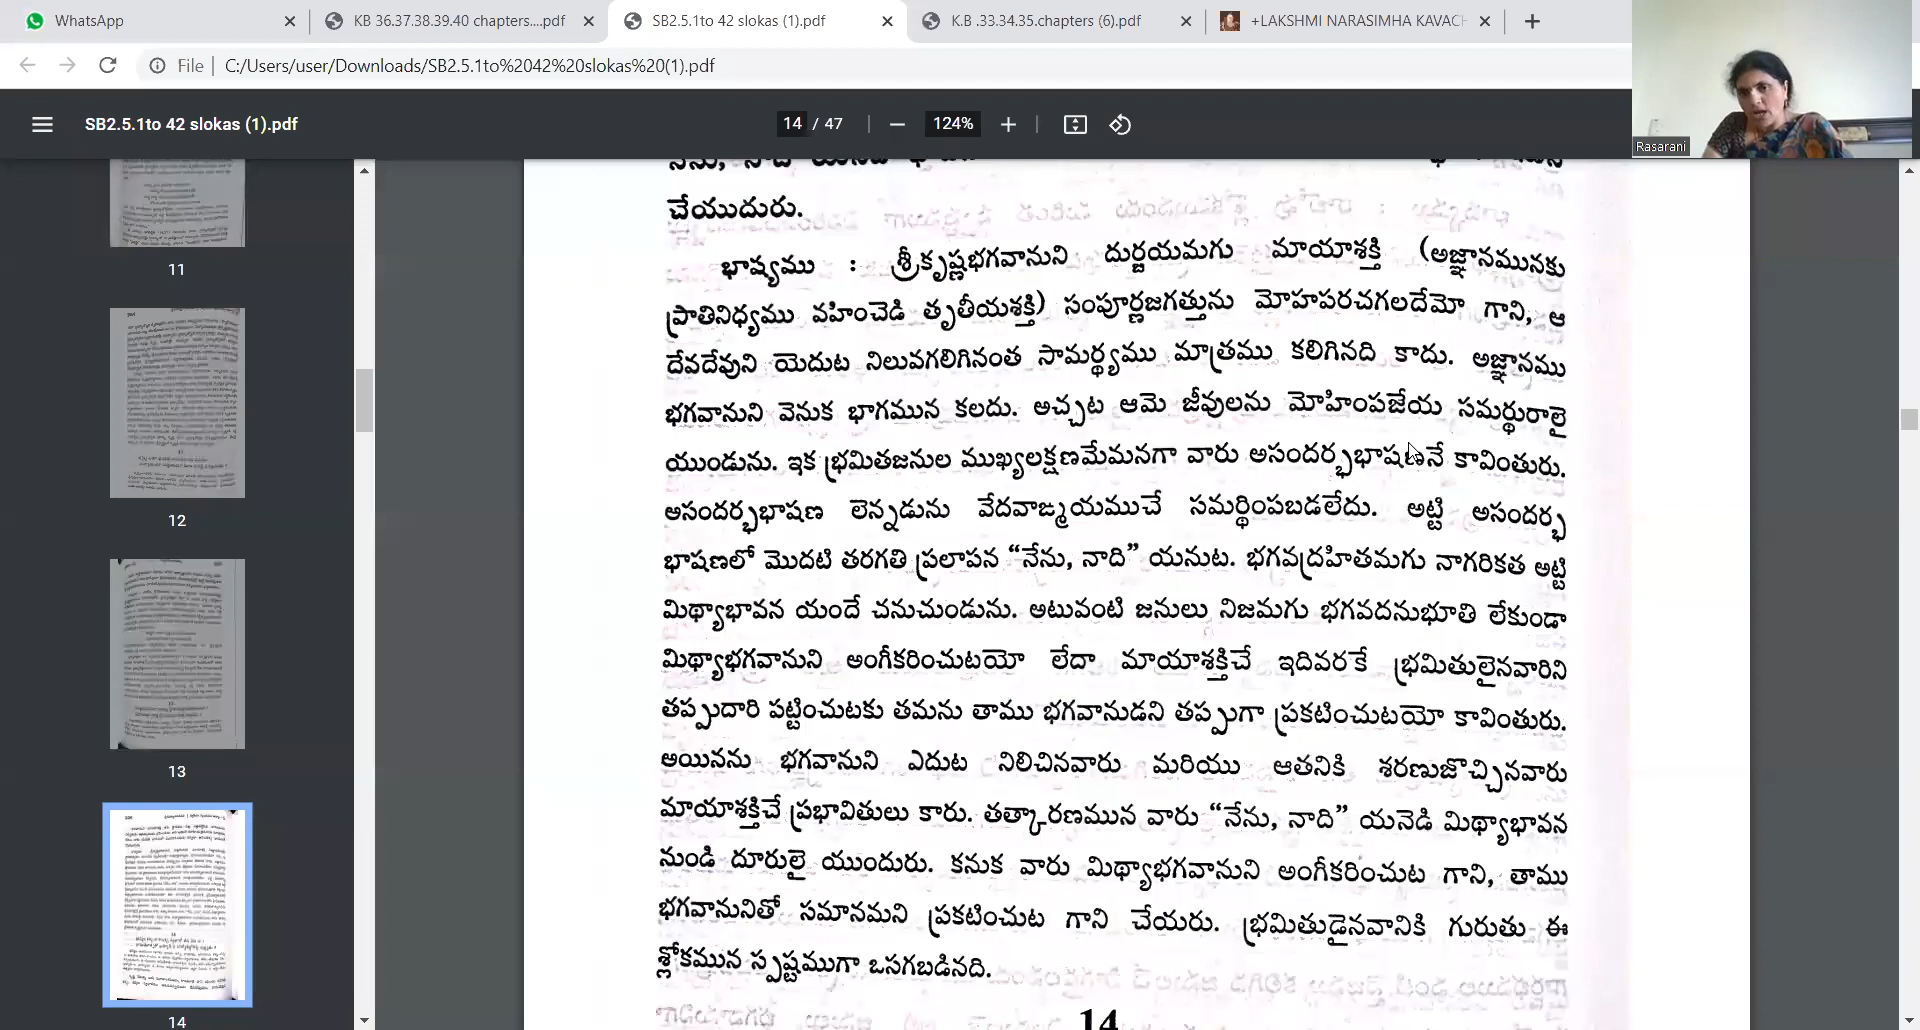 WhatsApp
KB 36.37.38.39.40 chapters....pdf
SB2.5.1to 42 slokas (1).pdf
K.B .33.34.35.chapters (6).pdf
+LAKSHMI NARASIMHA KAVACH
File
C:/Users/user/Downloads/SB2.5.1to%2042%20slokas%20(1).pdf
SB2.5.1to 42 slokas (1).pdf
14 / 47
124%
Rasarani
11
12
13
14
చేయుదురు.
భాష్యము : శ్రీకృష్ణభగవానుని దుర్జయమగు మాయాశక్తి (అజ్ఞానమునకు
ప్రాతినిధ్యము వహించెడి తృతీయశక్తి) సంపూర్ణజగత్తును మోహపరచగలదేమో గాని, ఆ
దేవదేవుని యెదుట నిలువగలిగినంత సామర్థ్యము మాత్రము కలిగినది కాదు. అజ్ఞానము
భగవానుని వెనుక భాగమున కలదు. అచ్చట ఆమె జీవులను మోహింపజేయ సమర్థురాలై
యుండును. ఇక భ్రమితజనుల ముఖ్యలక్షణమేమనగా వారు అసందర్భభాషణనే కావింతురు.
అసందర్భభాషణ లెన్నడును వేదవాఙ్మయముచే సమర్థింపబడలేదు. అట్టి అసందర్భ
భాషణలో మొదటి తరగతి ప్రలాపన “నేను, నాది” యనుట. భగవద్రహితమగు నాగరికత అట్టి
మిథ్యాభావన యందే చనుచుండును. అటువంటి జనులు నిజమగు భగవదనుభూతి లేకుండా
మిథ్యాభగవానుని అంగీకరించుటయో లేదా మాయాశక్తిచే ఇదివరకే భ్రమితులైనవారిని
తప్పుదారి పట్టించుటకు తమను తాము భగవానుడని తప్పుగా ప్రకటించుటయో కావింతురు.
అయినను భగవానుని ఎదుట నిలిచినవారు మరియు ఆతనికి శరణుజొచ్చినవారు
మాయాశక్తిచే ప్రభావితులు కారు. తత్కారణమున వారు “నేను, నాది” యనెడి మిథ్యాభావన
నుండి దూరులై యుందురు. కనుక వారు మిథ్యాభగవానుని అంగీకరించుట గాని, తాము
భగవానునితో సమానమని ప్రకటించుట గాని చేయరు. భ్రమితుడైనవానికి గురుతు ఈ
శ్లోకమున స్పష్టముగా ఒసగబడినది.
14